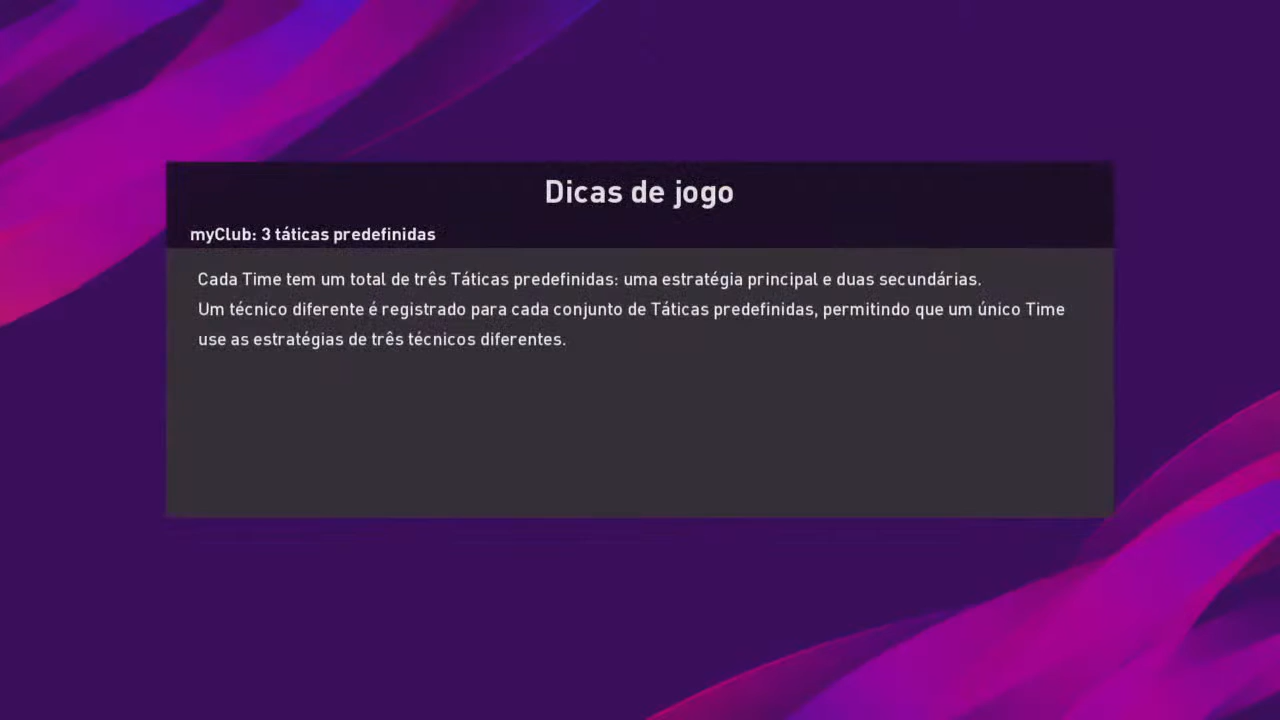 Dicas de jogo
myClub: 3 táticas predefinidas
Cada Time tem um total de três Táticas predefinidas: uma estratégia principal e duas secundárias.
Um técnico diferente é registrado para cada conjunto de Táticas predefinidas, permitindo que um único Time
use as estratégias de três técnicos diferentes.